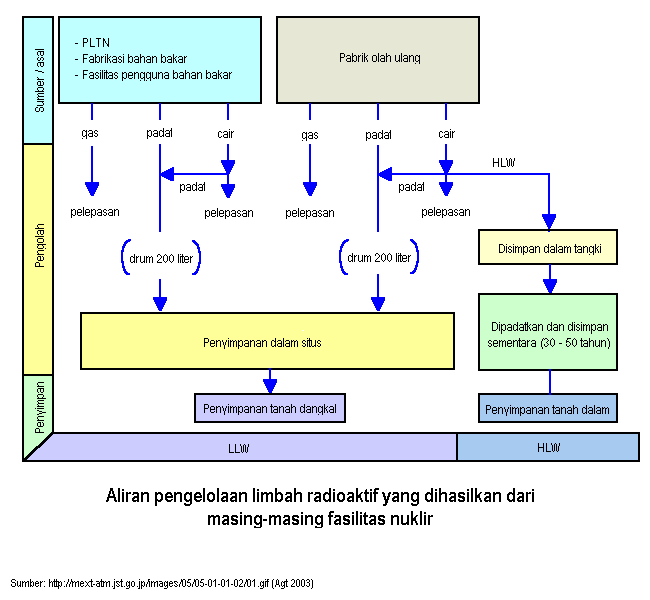 Sumber / asal
- PLTN
- Fabrikasi bahan bakar
- Fasilitas pengguna bahan bakar
Pabrik olah ulang
gas
padal
cair
gas
padal
cair
HLW
padal
padal
pelepasan
pelepasan
pelepasan
pelepasan
Pengolah
drum 200 liter
drum 200 liter
Disimpan dalam tangki
Dipadatkan dan disimpan
sementara (30 - 50 tahun)
Penyimpanan dalam situs
Penyimpan
Penyimpanan tanah dangkal
Penyimpanan tanah dalam
LLW
HLW
Aliran pengelolaan limbah radioaktif yang dihasilkan dari
masing-masing fasilitas nuklir
Sumber: http://mext-atm.jst.go.jp/images/05/05-01-01-02/01.gif (Agt 2003)